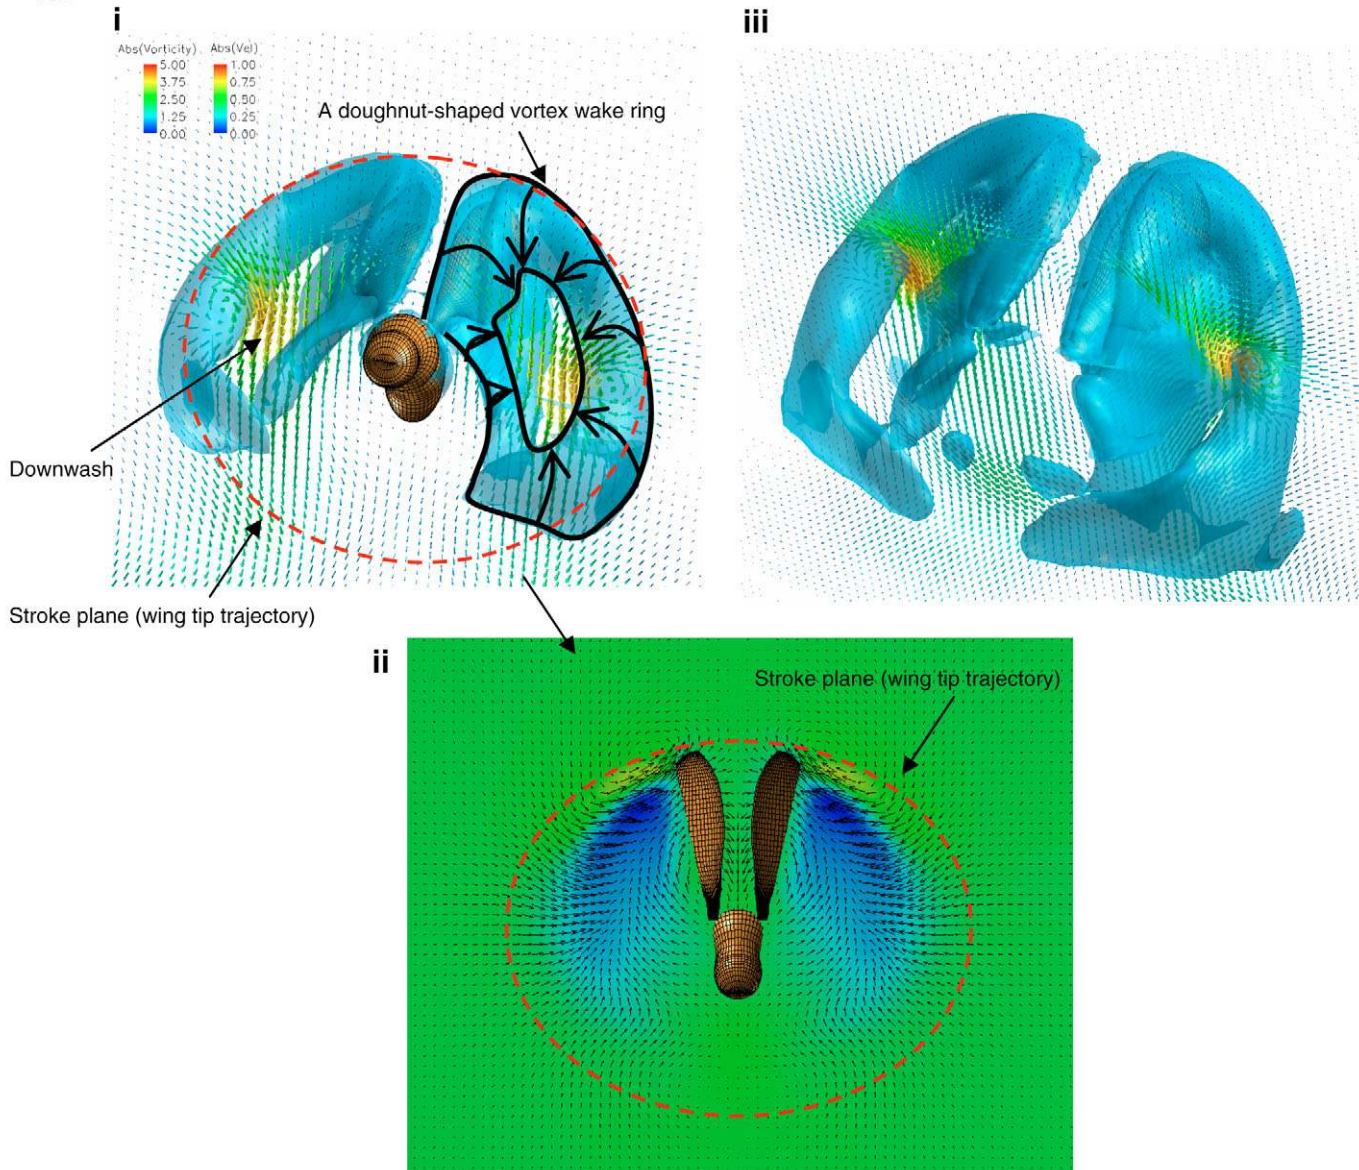 i
iii
Abs(Vorticity) Abs(Vel)
5.00 1.00
3.75 0.75
2.50 0.50
1.25 0.25
0.00 0.00
A doughnut-shaped vortex wake ring
Downwash
Stroke plane (wing tip trajectory)
ii
Stroke plane (wing tip trajectory)